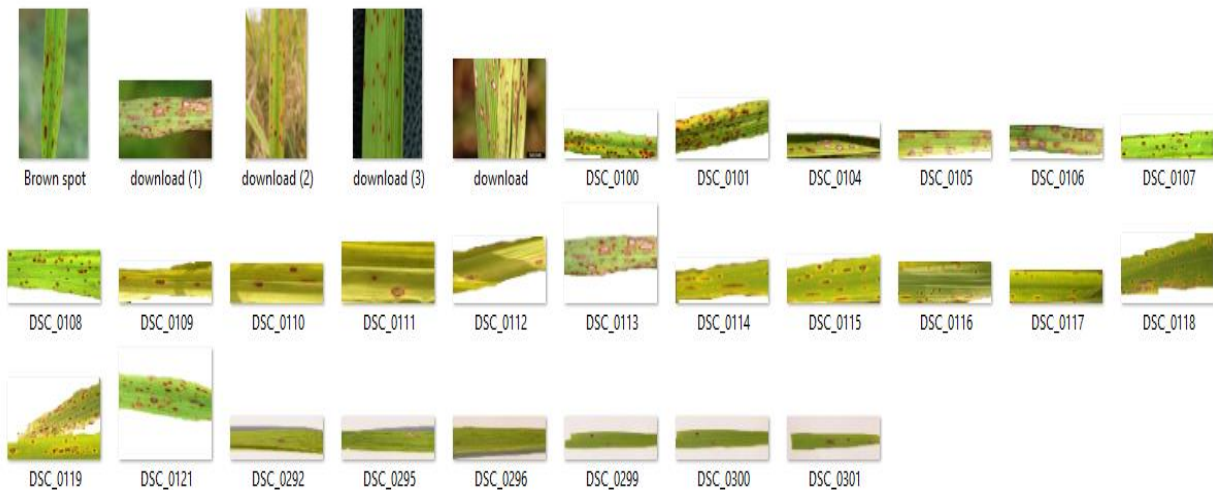 Brown spot download (1) download (2) download (3) download DSC_0100 DSC_0101 DSC_0104 DSC_0105 DSC_0106 DSC_0107
DSC_0108 DSC_0109 DSC_0110 DSC_0111 DSC_0112 DSC_0113 DSC_0114 DSC_0115 DSC_0116 DSC_0117 DSC_0118
DSC_0119 DSC_0121 DSC_0292 DSC_0295 DSC_0296 DSC_0299 DSC_0300 DSC_0301